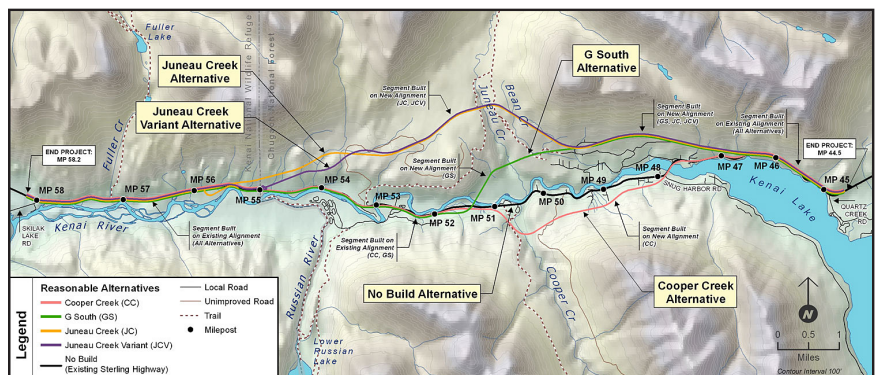 Fuller
Lake
Kenai National Wildlife Refuge
Chugach National Forest
Juneau Creek
Alternative
Juneau Creek
Variant Alternative
G South
Alternative
Segment Built
on New Alignment
(JC, JCV)
Juneau Cr
Bean Cr
Segment Built
on New Alignment
(GS, JC, JCV)
Segment Built
on Existing Alignment
(All Alternatives)
END PROJECT:
MP 58.2
END PROJECT:
MP 44.5
Fuller Cr
Segment Built
on New Alignment
(GS)
MP 58
MP 57
MP 56
MP 55
MP 54
MP 53
MP 52
MP 51
MP 50
MP 49
MP 48
MP 47
MP 46
MP 45
SNUG HARBOR RD
Kenai
Lake
QUARTZ
CREEK
RD
SKILAK
LAKE
RD
Kenai River
Segment Built
on Existing Alignment
(All Alternatives)
Segment Built on
Existing Alignment
(CC, GS)
Segment Built
on New Alignment
(CC)
Russian River
No Build Alternative
Cooper Cr
Cooper Creek
Alternative
Lower
Russian
Lake
Legend
Reasonable Alternatives
Cooper Creek (CC)
G South (GS)
Juneau Creek (JC)
Juneau Creek Variant (JCV)
No Build
(Existing Sterling Highway)
Local Road
Unimproved Road
Trail
Milepost
N
0 0.5 1
Miles
Contour Interval 100'